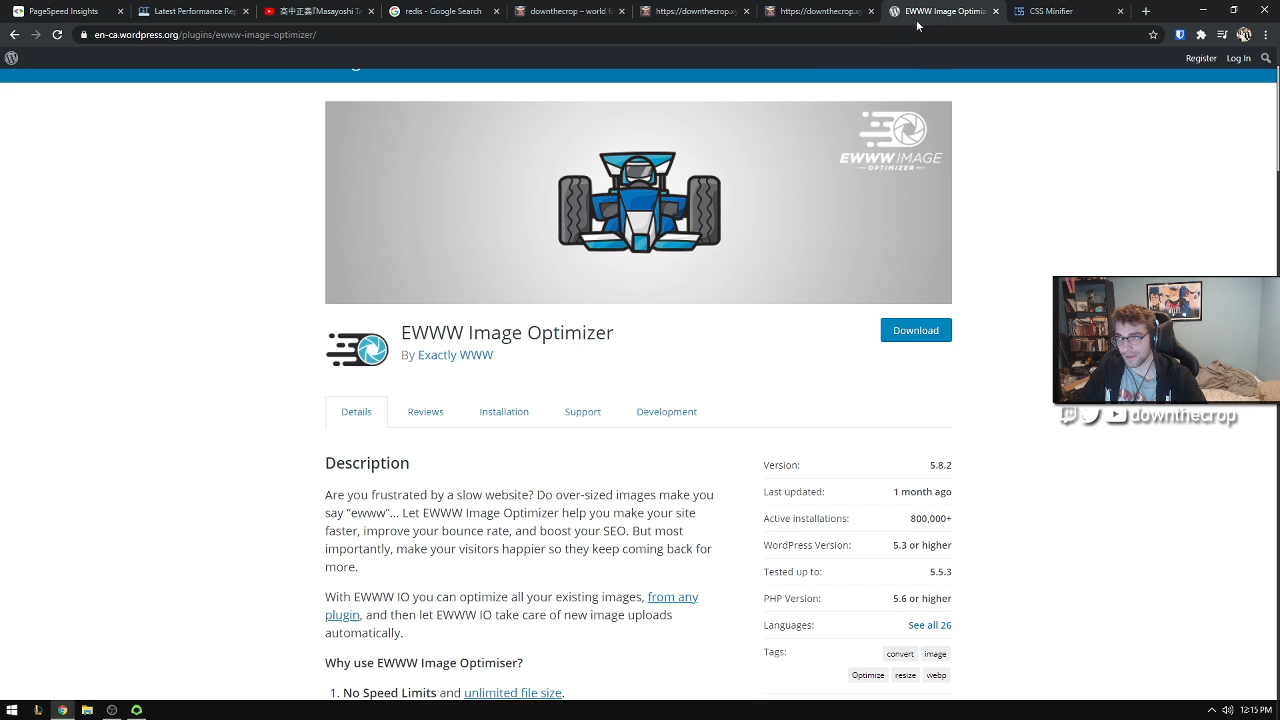 PageSpeed Insights
Latest Performance Rep
英中正義『Masayoshi To
redis - Google Search
downthecrop – world f
https://downthecrop.xy
https://downthecrop.xy
EWWW Image Optimiz
CSS Minifier
en-ca.wordpress.org/plugins/ewww-image-optimizer/
Register
Log In
EWWW IMAGE
OPTIMIZER
EWWW Image Optimizer
By Exactly WWW
Download
Details
Reviews
Installation
Support
Development
Description
Are you frustrated by a slow website? Do over-sized images make you
say “ewww”… Let EWWW Image Optimizer help you make your site
faster, improve your bounce rate, and boost your SEO. But most
importantly, make your visitors happier so they keep coming back for
more.
With EWWW IO you can optimize all your existing images, from any
plugin, and then let EWWW IO take care of new image uploads
automatically.
Why use EWWW Image Optimiser?
1. No Speed Limits and unlimited file size.
Version: 5.8.2
Last updated: 1 month ago
Active installations: 800,000+
WordPress Version: 5.3 or higher
Tested up to: 5.5.3
PHP Version: 5.6 or higher
Languages: See all 26
Tags: convert image
Optimize resize webp
downthecrop
12:15 PM